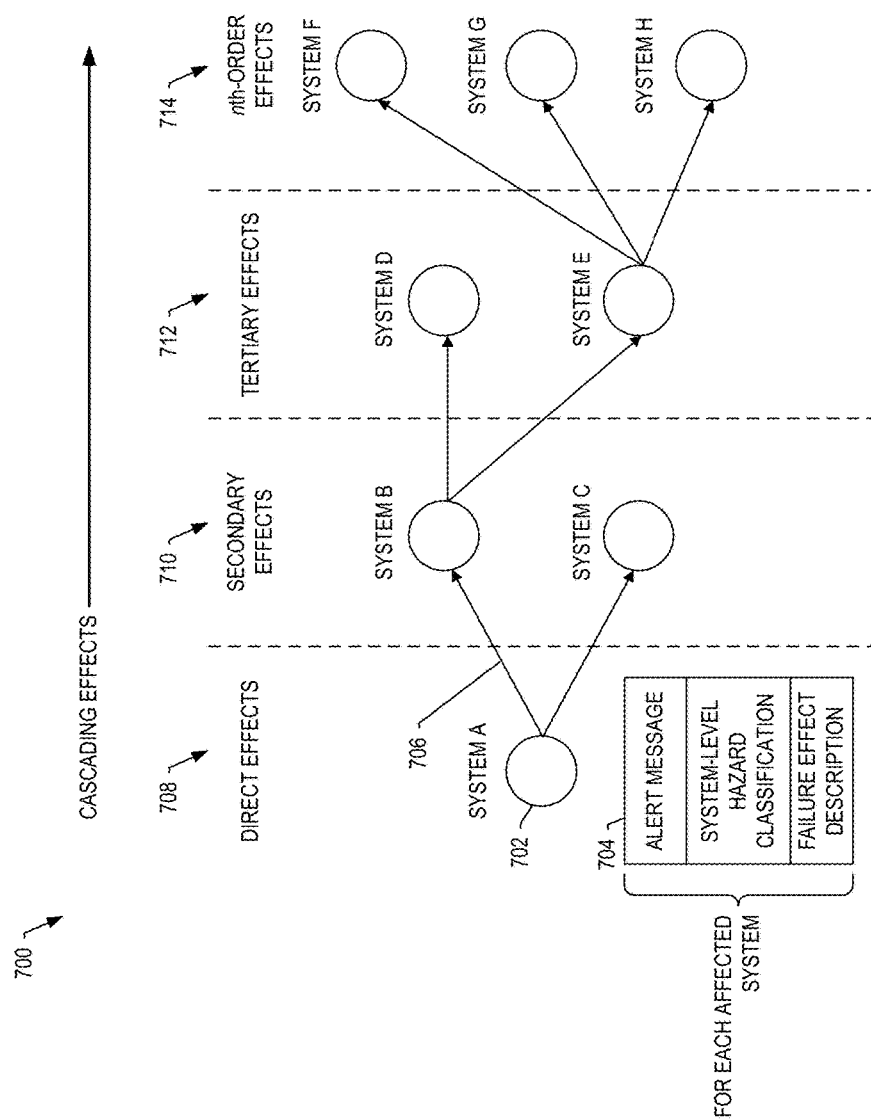 700
CASCADING EFFECTS
708
DIRECT EFFECTS
710
SECONDARY
EFFECTS
712
TERTIARY EFFECTS
714
nth-ORDER
EFFECTS
SYSTEM A
702
706
SYSTEM B
SYSTEM C
SYSTEM D
SYSTEM E
SYSTEM F
SYSTEM G
SYSTEM H
704
ALERT MESSAGE
SYSTEM-LEVEL
HAZARD
CLASSIFICATION
FAILURE EFFECT
DESCRIPTION
FOR EACH AFFECTED
SYSTEM